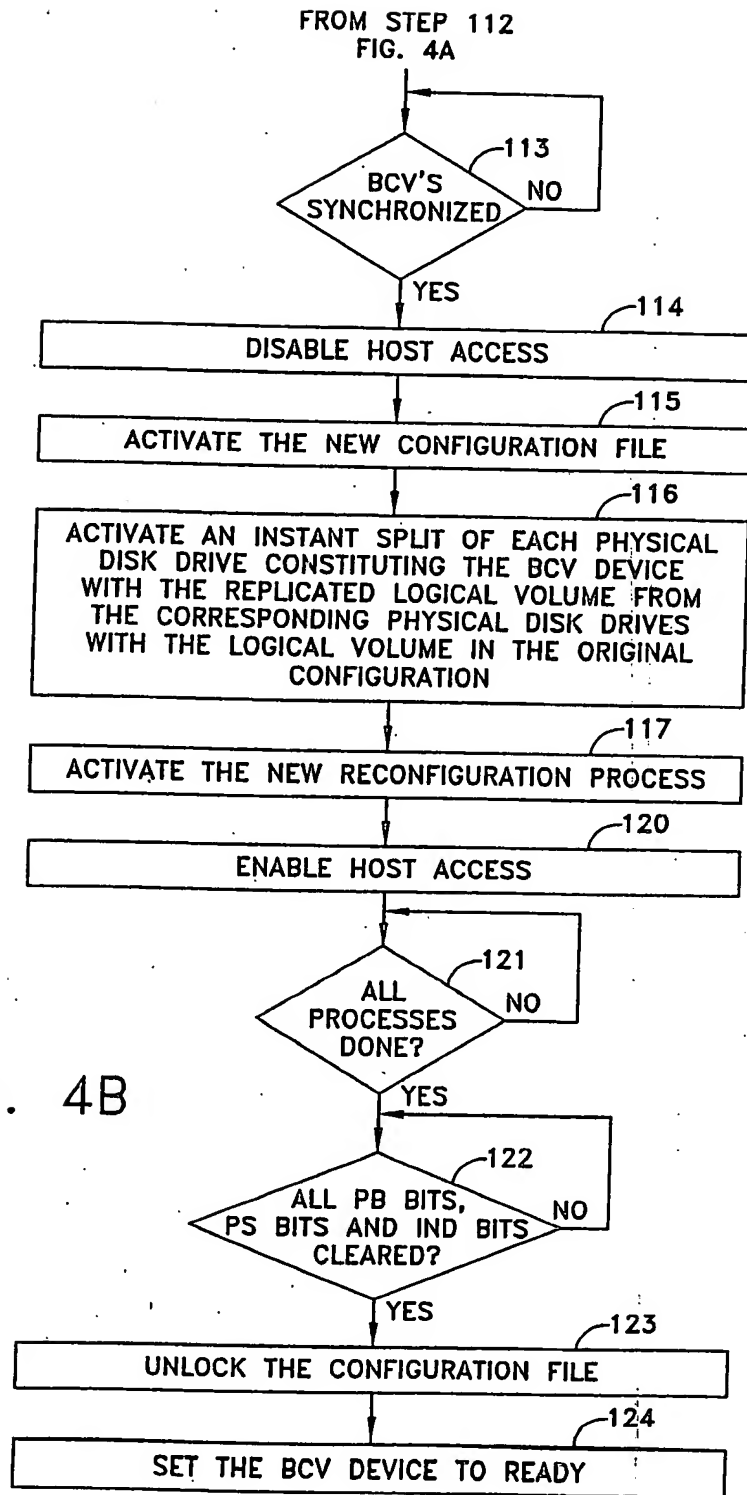 FROM STEP 112
FIG. 4A
113
BCV'S
SYNCHRONIZED
NO
YES
114
DISABLE HOST ACCESS
115
ACTIVATE THE NEW CONFIGURATION FILE
116
ACTIVATE AN INSTANT SPLIT OF EACH PHYSICAL
DISK DRIVE CONSTITUTING THE BCV DEVICE
WITH THE REPLICATED LOGICAL VOLUME FROM
THE CORRESPONDING PHYSICAL DISK DRIVES
WITH THE LOGICAL VOLUME IN THE ORIGINAL
CONFIGURATION
117
ACTIVATE THE NEW RECONFIGURATION PROCESS
120
ENABLE HOST ACCESS
121
ALL
PROCESSES
DONE?
NO
YES
. 4B
122
ALL PB BITS,
PS BITS AND IND BITS
CLEARED?
NO
YES
123
UNLOCK THE CONFIGURATION FILE
124
SET THE BCV DEVICE TO READY